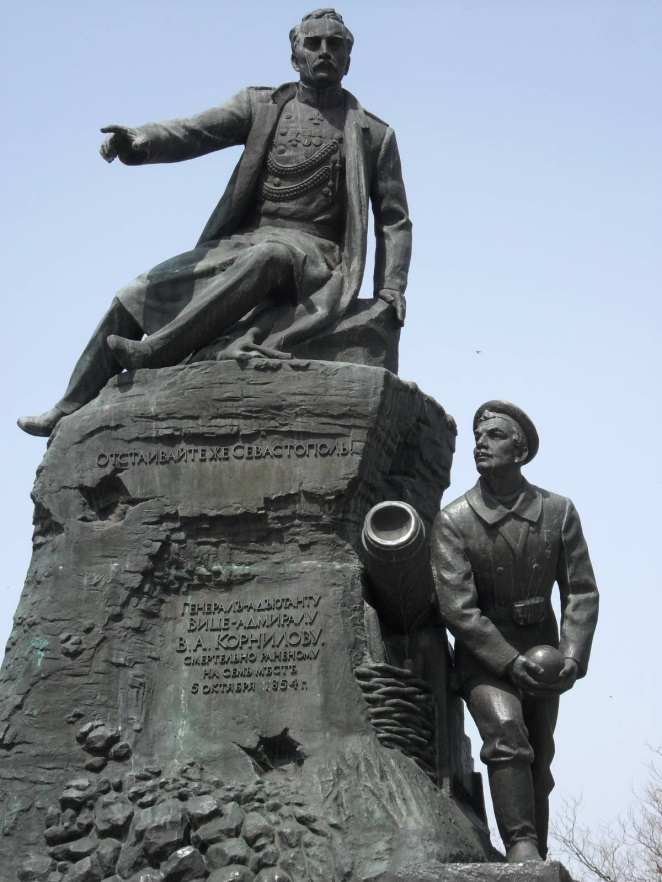 ОТСТАИВАЙТЕ ЖЕ СЕВАСТОПОЛЬ!
ГЕНЕРАЛЪ-АДЪЮТАНТУ
ВИЦЕ-АДМИРАЛУ
В.А. КОРНИЛОВУ.
СМЕРТЕЛЬНО РАНЕНОМУ
НА СЕМЪ МѢСТѢ
5 ОКТЯБРЯ 1854 г.